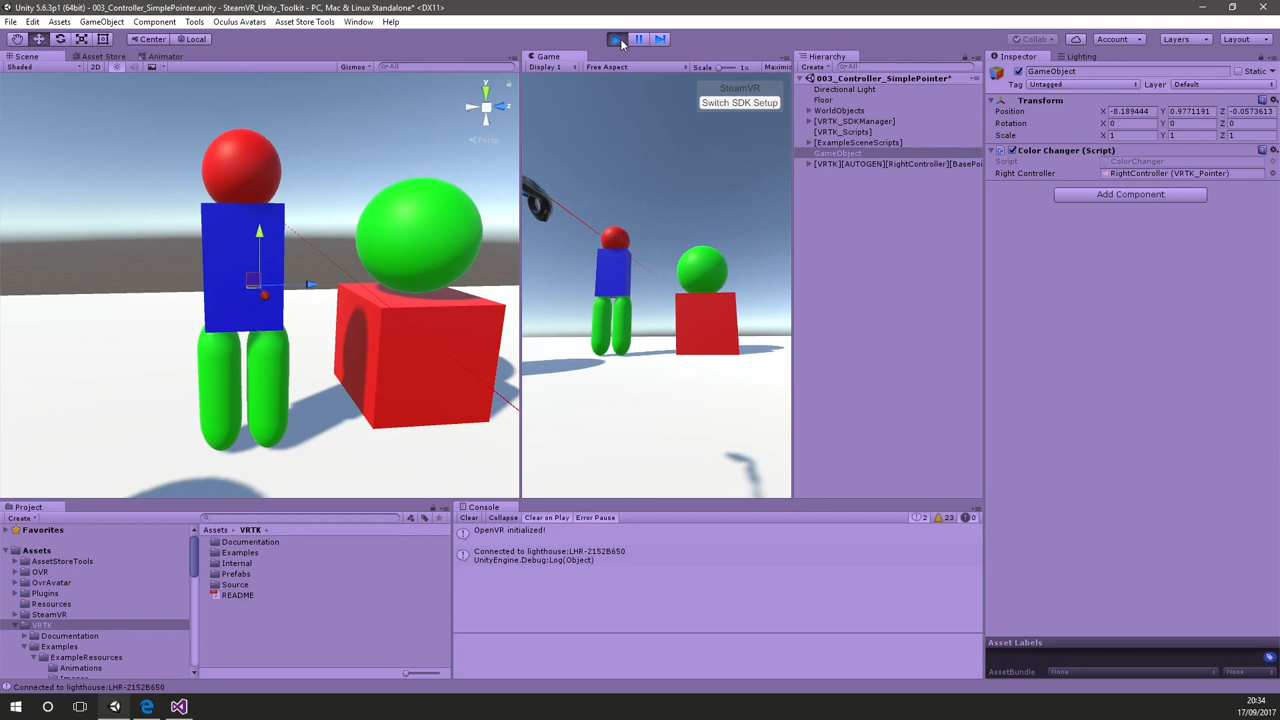 Unity 5.6.3p1 (64bit) - 003_Controller_SimplePointer.unity - SteamVR_Unity_Toolkit - PC, Mac & Linux Standalone* <DX11>
File Edit Assets GameObject Component Tools Oculus Avatars Asset Store Tools Window Help
Center Local Collab Account Layers Layout
Scene Asset Store Animator
Shaded 2D Gizmos All
y
z
Persp
Game
Display 1 Free Aspect Scale 1x Maximi
SteamVR
Switch SDK Setup
Hierarchy
Create All
003_Controller_SimplePointer*
Directional Light
Floor
WorldObjects
[VRTK_SDKManager]
[VRTK_Scripts]
[ExampleSceneScripts]
GameObject
[VRTK][AUTOGEN][RightController][BasePoi
Inspector Lighting
GameObject Static
Tag Untagged Layer Default
Transform
Position X -8.189444 Y 0.9771191 Z -0.0573613
Rotation X 0 Y 0 Z 0
Scale X 1 Y 1 Z 1
Color Changer (Script)
Script ColorChanger
Right Controller RightController (VRTK_Pointer)
Add Component
Project
Create
Favorites
Assets
AssetStoreTools
OVR
OvrAvatar
Plugins
Resources
SteamVR
VRTK
Documentation
Examples
ExampleResources
Animations
Assets VRTK
Documentation
Examples
Internal
Prefabs
Source
README
Console
Clear Collapse Clear on Play Error Pause 2 23 0
OpenVR initialized!
Connected to lighthouse:LHR-2152B650
UnityEngine.Debug:Log(Object)
Asset Labels
AssetBundle None None
Connected to lighthouse:LHR-2152B650
20:34
17/09/2017